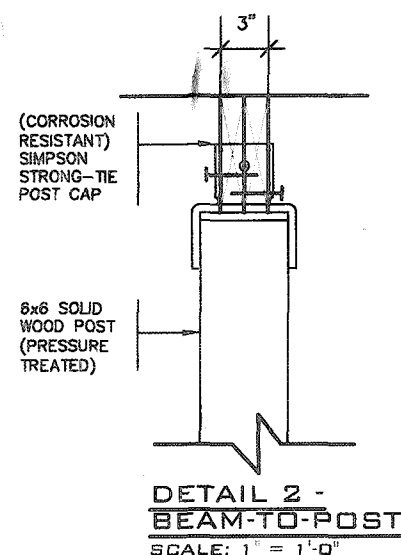 3"
(CORROSION
RESISTANT)
SIMPSON
STRONG-TIE
POST CAP
6x6 SOLID
WOOD POST
(PRESSURE
TREATED)
DETAIL 2 -
BEAM-TO-POST
SCALE: 1" = 1'-0"